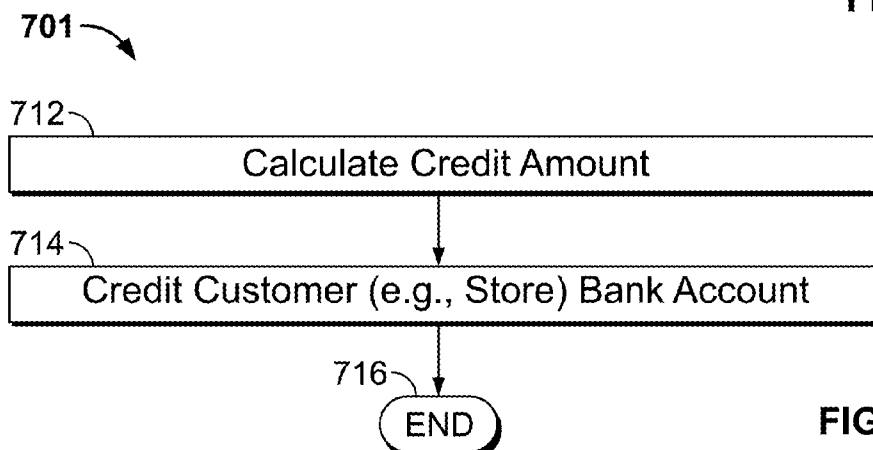 701
712
Calculate Credit Amount
714
Credit Customer (e.g., Store) Bank Account
716
END
FIG